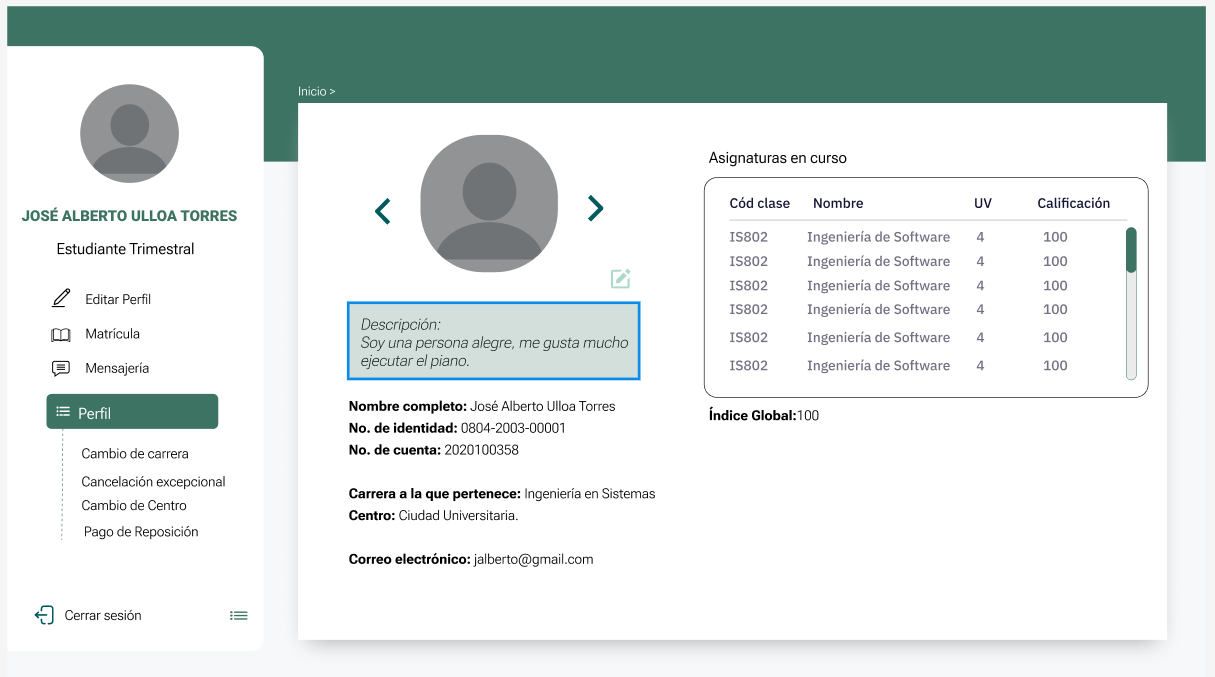 JOSÉ ALBERTO ULLOA TORRES
Estudiante Trimestral
Editar Perfil
Matrícula
Mensajería
Perfil
Cambio de carrera
Cancelación excepcional
Cambio de Centro
Pago de Reposición
Cerrar sesión
Inicio >
Descripción:
Soy una persona alegre, me gusta mucho
ejecutar el piano.
Nombre completo: José Alberto Ulloa Torres
No. de identidad: 0804-2003-00001
No. de cuenta: 2020100358
Carrera a la que pertenece: Ingeniería en Sistemas
Centro: Ciudad Universitaria.
Correo electrónico: jalberto@gmail.com
Asignaturas en curso
Cód clase Nombre UV Calificación
IS802 Ingeniería de Software 4 100
IS802 Ingeniería de Software 4 100
IS802 Ingeniería de Software 4 100
IS802 Ingeniería de Software 4 100
IS802 Ingeniería de Software 4 100
IS802 Ingeniería de Software 4 100
Índice Global:100